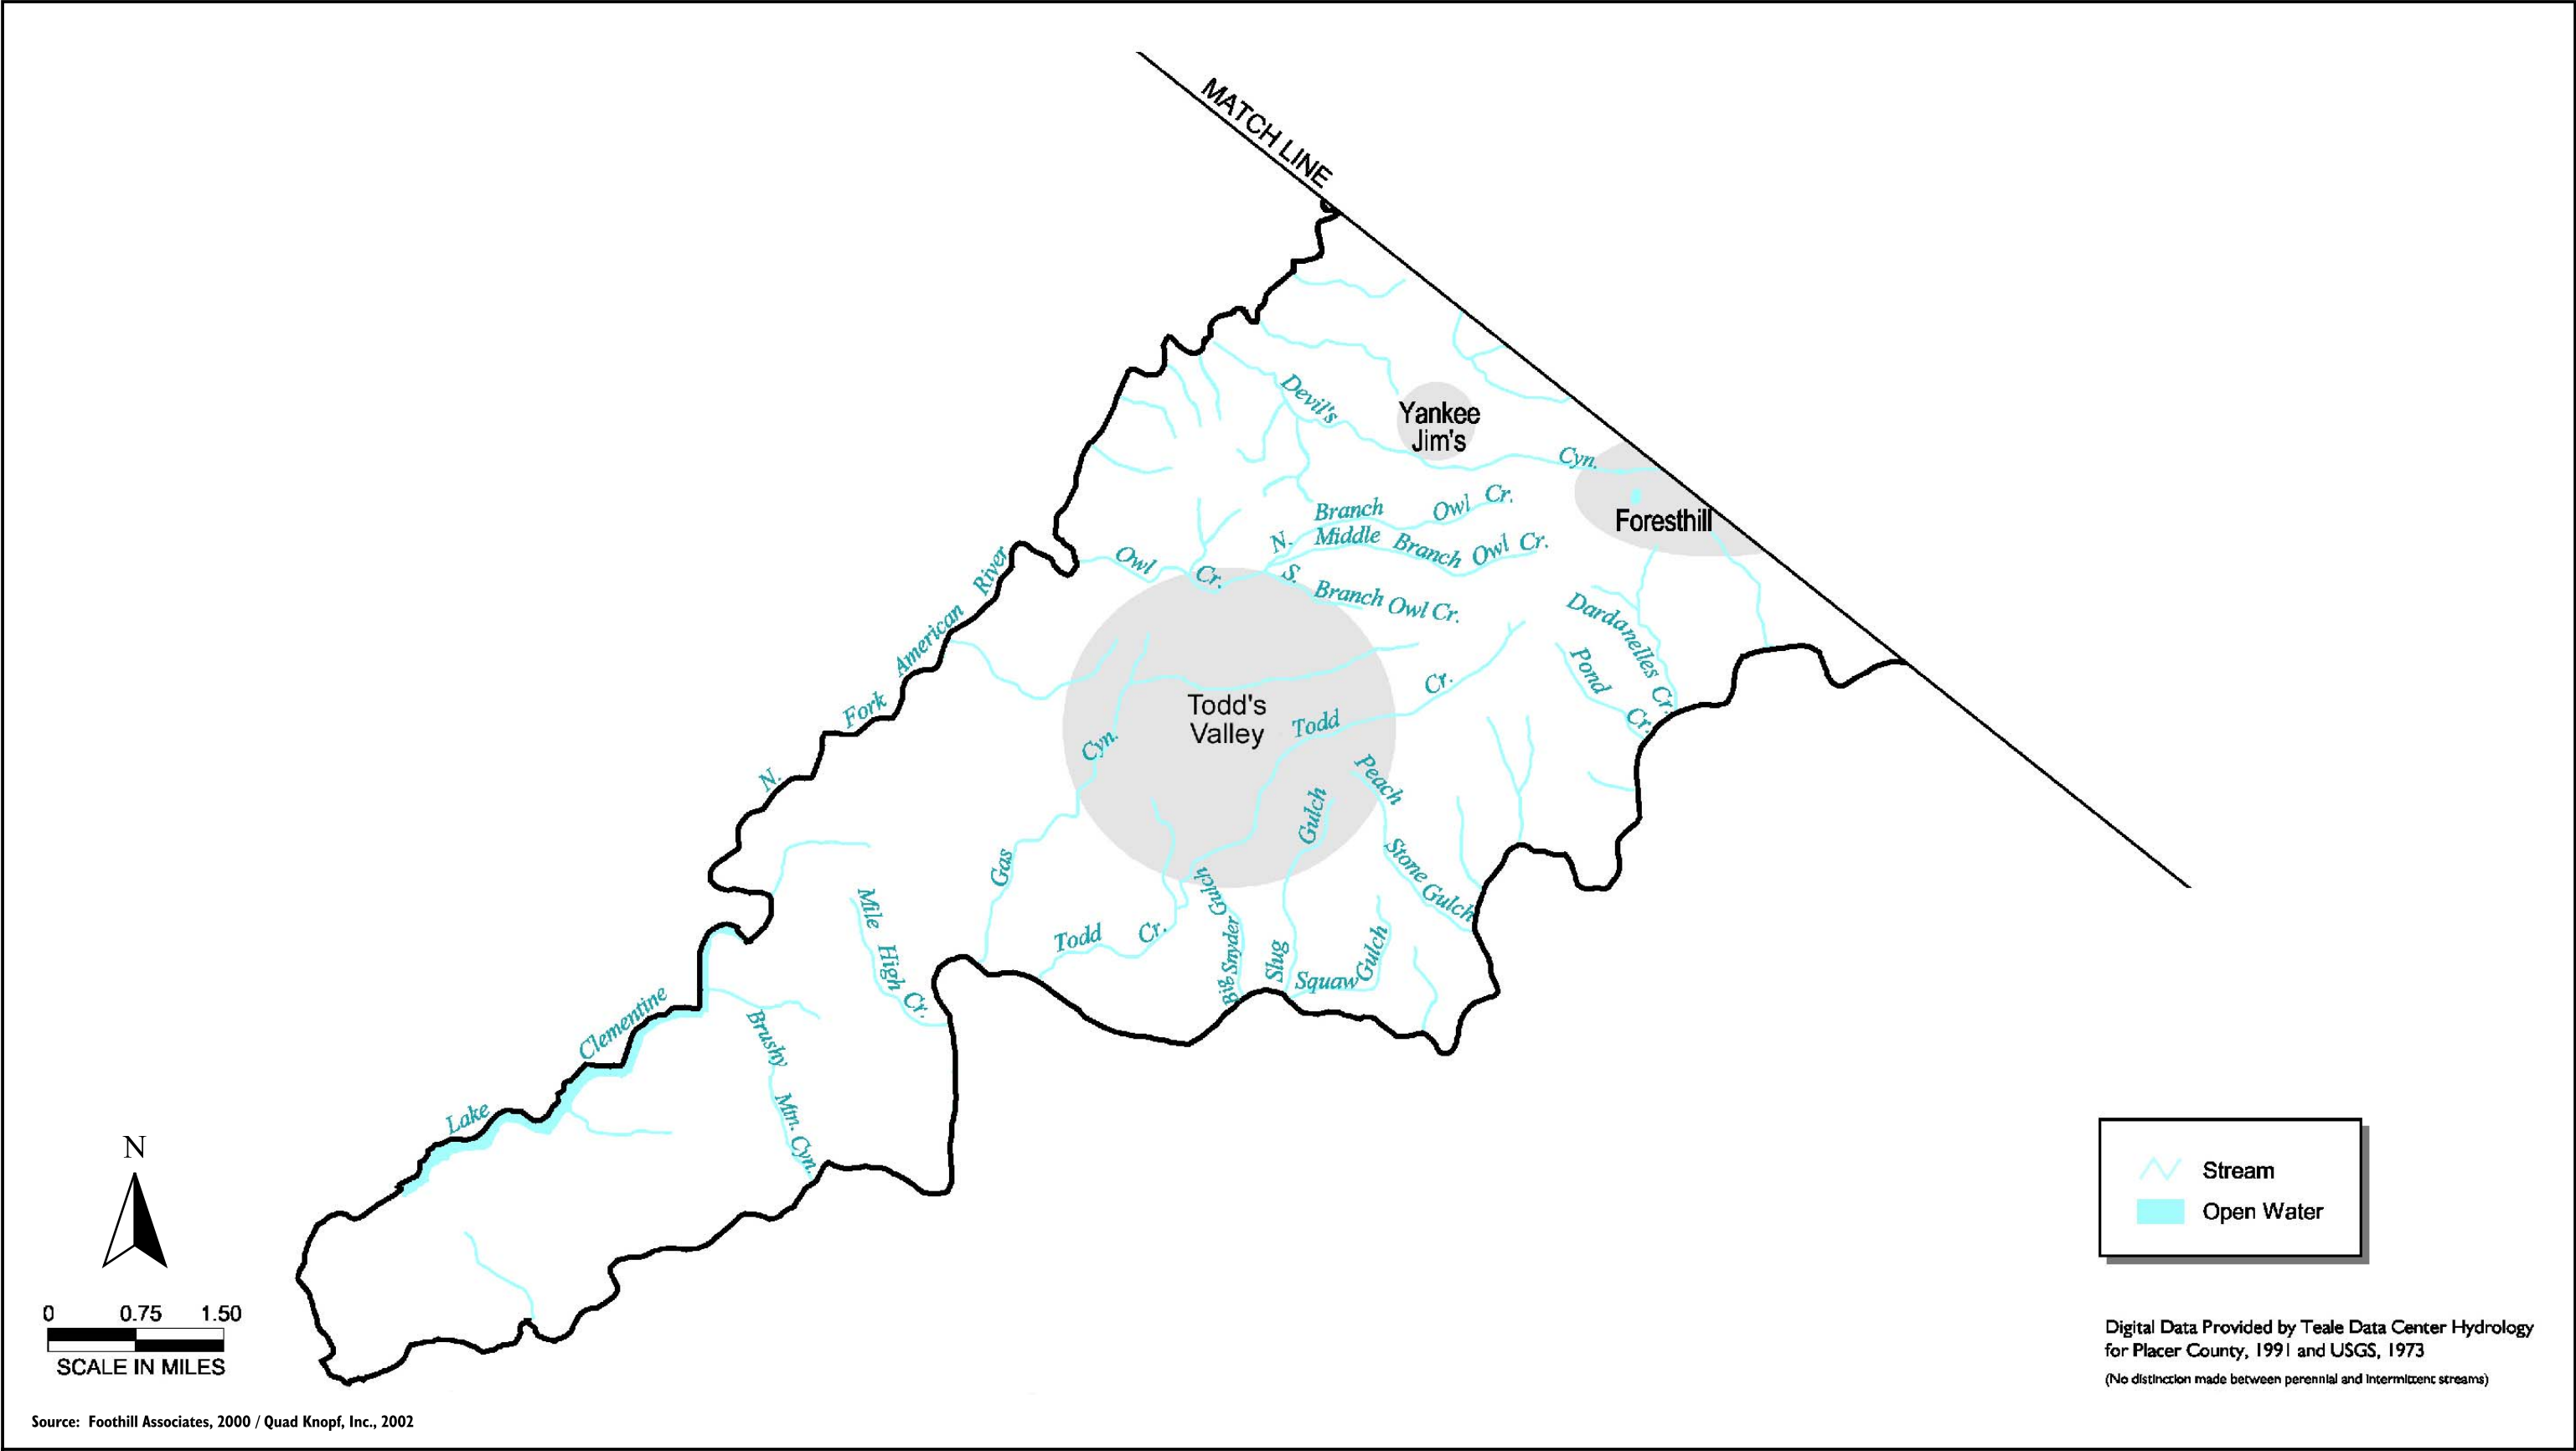 MATCH LINE
Devil's
Cyn.
Yankee
Jim's
Foresthill
N. Branch Owl Cr.
Middle Branch Owl Cr.
S. Branch Owl Cr.
Owl Cr.
Dardanelles Cr.
Pond Cr.
N. Fork American River
Todd's
Valley
Todd Cr.
Gas Cyn.
Peach Stone Gulch
Slug Gulch
Big Snyder Gulch
Squaw Gulch
Todd Cr.
Mile High Cr.
Brushy Mtn. Cyn.
Lake Clementine
N
0 0.75 1.50
SCALE IN MILES
Stream
Open Water
Digital Data Provided by Teale Data Center Hydrology
for Placer County, 1991 and USGS, 1973
(No distinction made between perennial and intermittent streams)
Source: Foothill Associates, 2000 / Quad Knopf, Inc., 2002